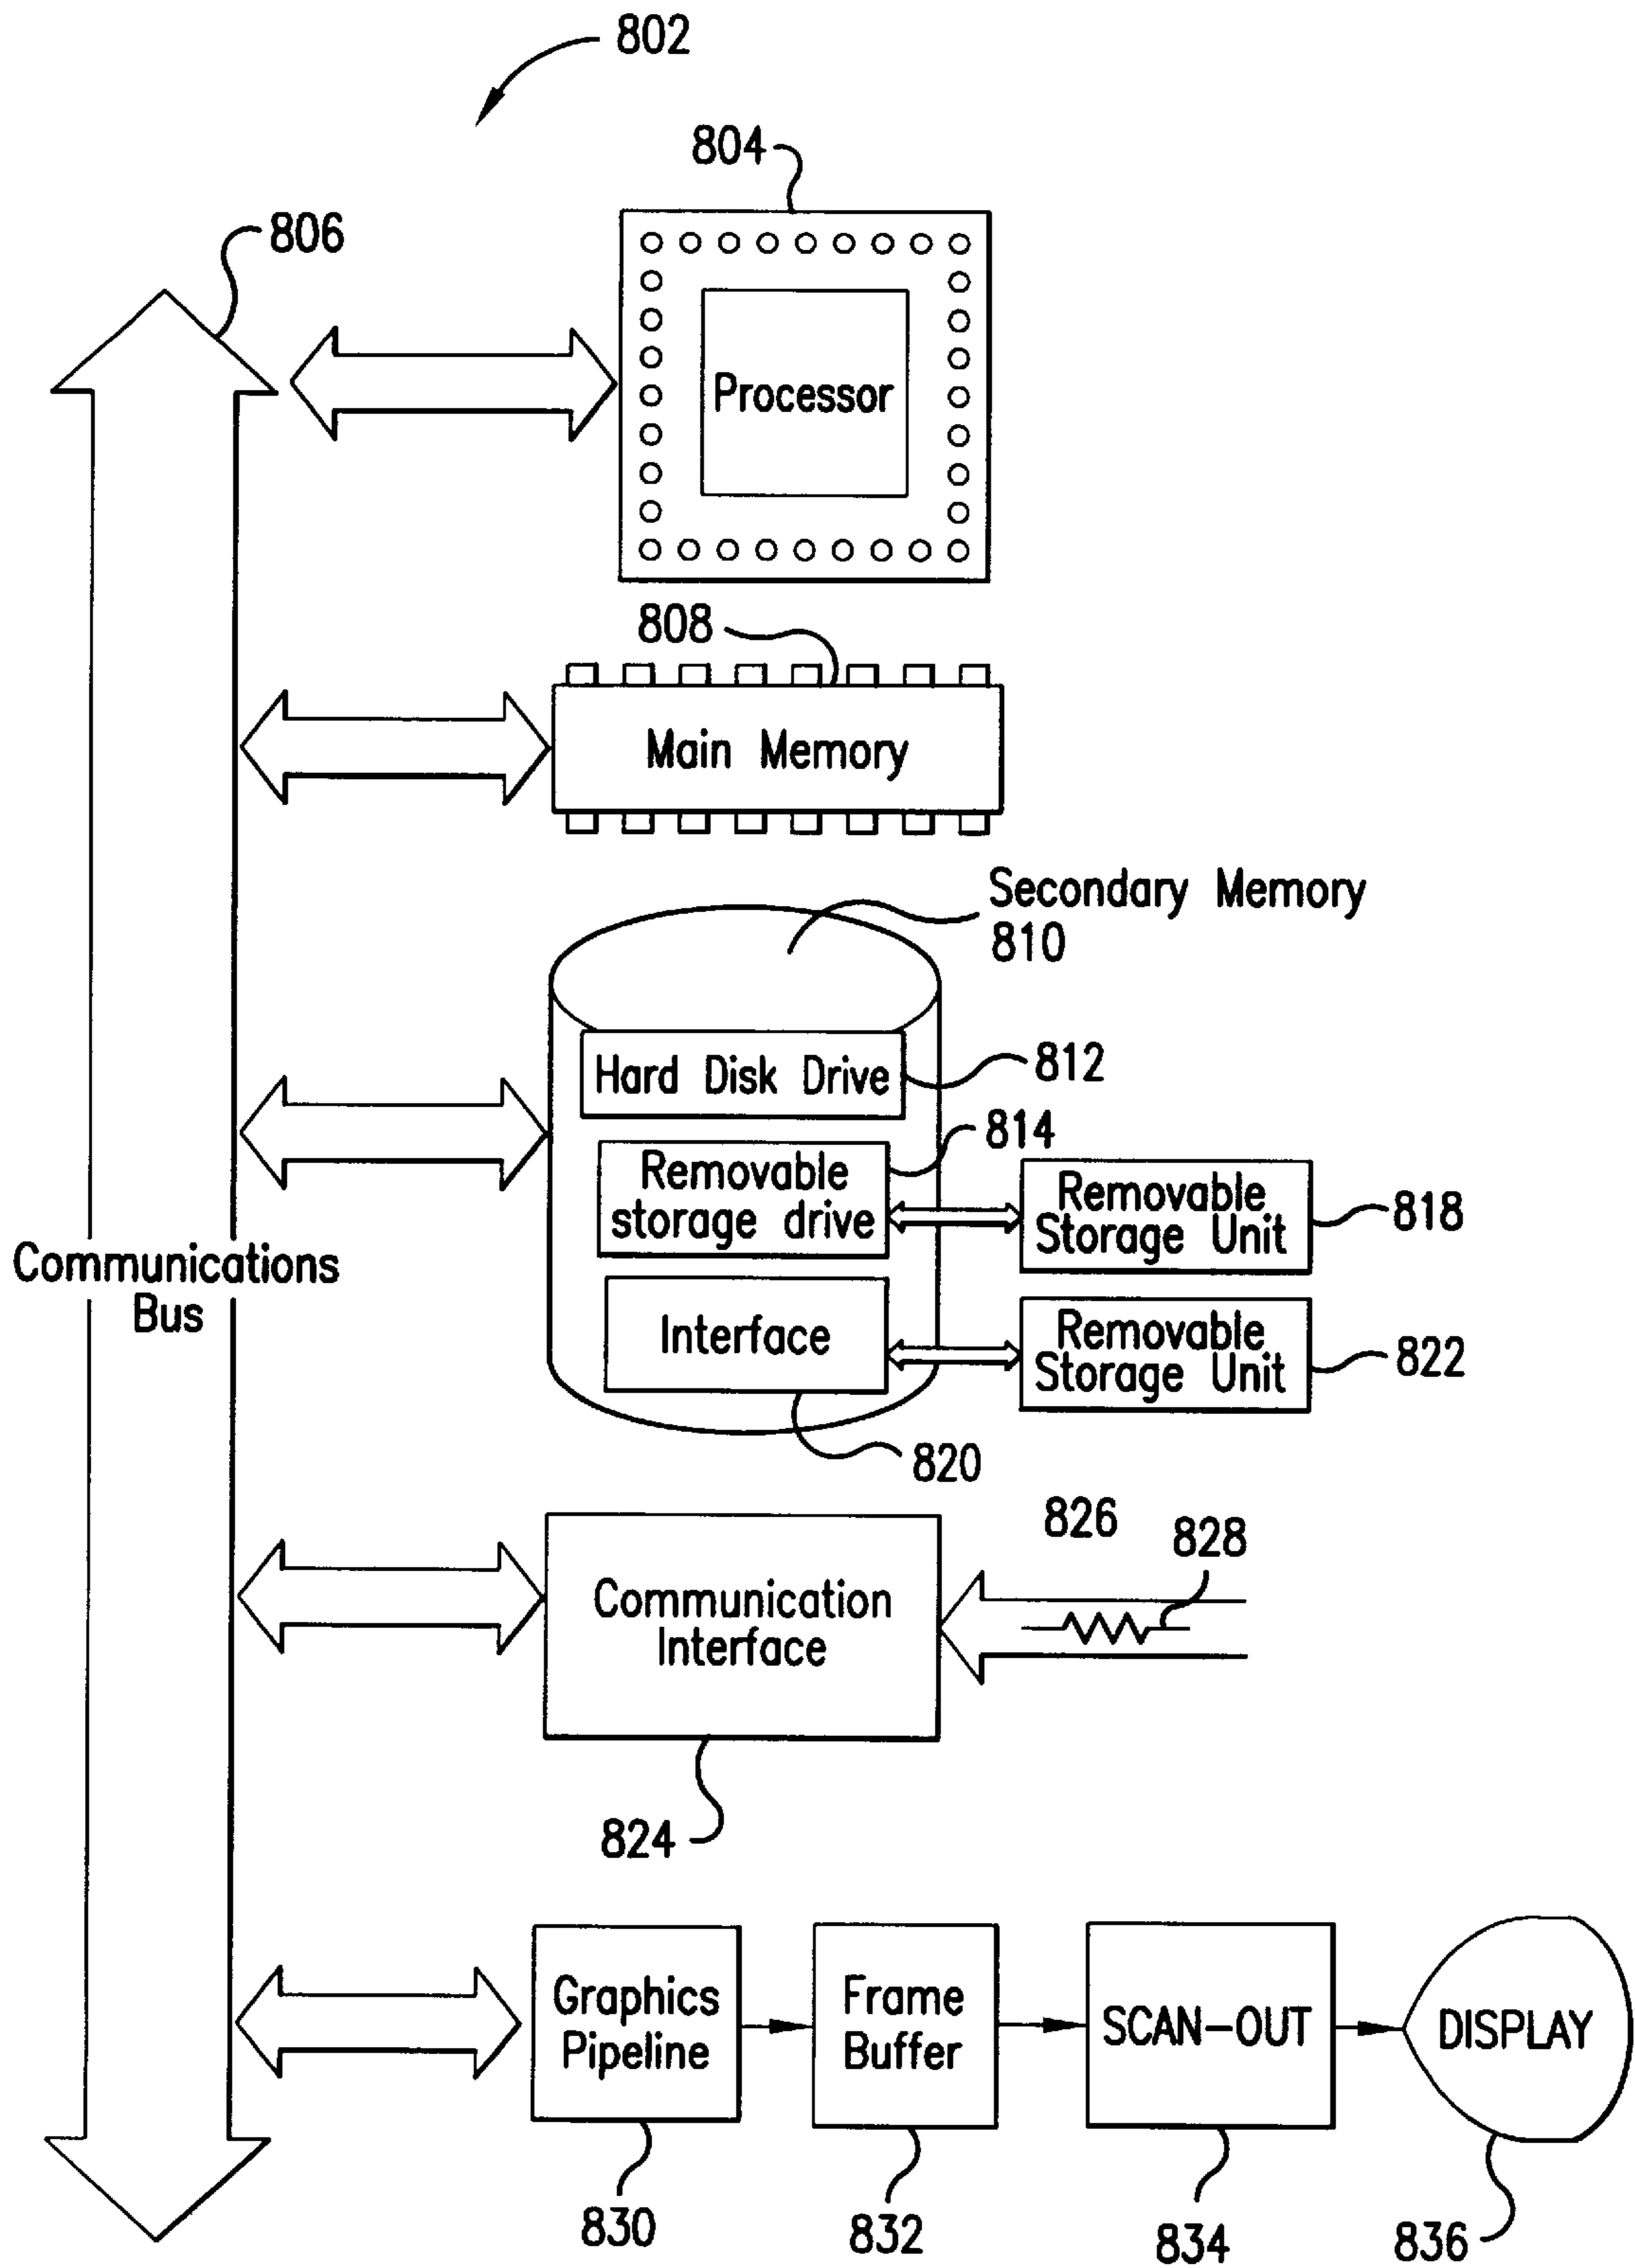 802
804
806
Processor
808
Main Memory
Secondary Memory
810
Hard Disk Drive
812
814
Removable
storage drive
Removable
Storage Unit
818
Communications
Bus
Interface
Removable
Storage Unit
822
820
826
828
Communication
Interface
824
Graphics
Pipeline
Frame
Buffer
SCAN-OUT
DISPLAY
830
832
834
836